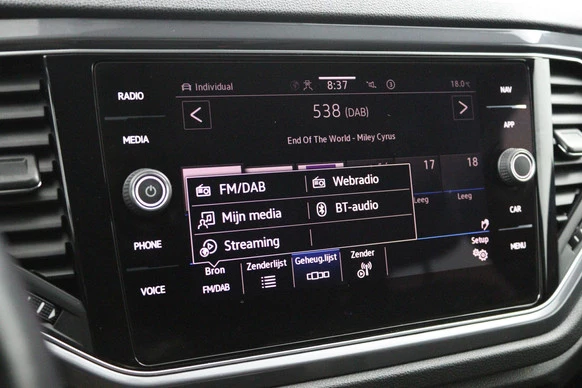 RADIO
MEDIA
PHONE
VOICE
NAV
APP
CAR
MENU
Individual
8:37
3
18.0°C
538 (DAB)
End Of The World - Miley Cyrus
17
18
Leeg
Leeg
FM/DAB
Webradio
Mijn media
BT-audio
Streaming
Bron
FM/DAB
Zenderlijst
Geheug.lijst
Zender
Setup